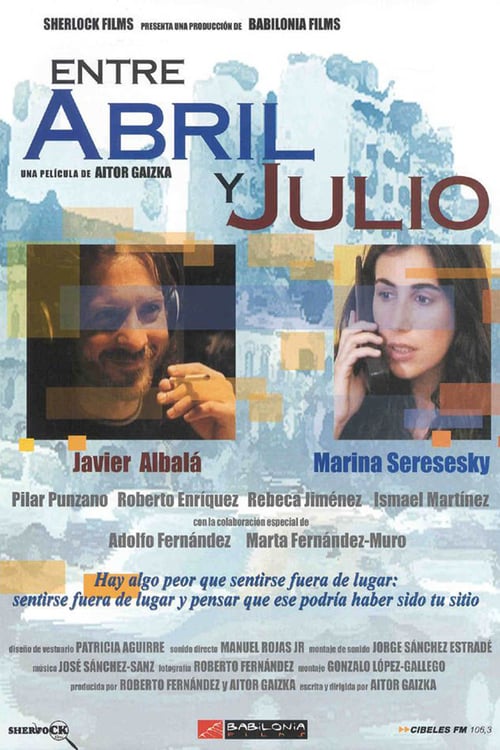 SHERLOCK FILMS PRESENTA UNA PRODUCCIÓN DE BABILONIA FILMS
ENTRE
ABRIL
UNA PELÍCULA DE AITOR GAIZKA
Y JULIO
Javier Albalá Marina Seresesky
Pilar Punzano Roberto Enríquez Rebeca Jiménez Ismael Martínez
con la colaboración especial de
Adolfo Fernández Marta Fernández-Muro
Hay algo peor que sentirse fuera de lugar:
sentirse fuera de lugar y pensar que ese podría haber sido tu sitio
diseño de vestuario PATRICIA AGUIRRE sonido directo MANUEL ROJAS JR montaje de sonido JORGE SÁNCHEZ ESTRADÉ
música JOSÉ SÁNCHEZ-SANZ fotografía ROBERTO FERNÁNDEZ montaje GONZALO LÓPEZ-GALLEGO
producida por ROBERTO FERNÁNDEZ Y AITOR GAIZKA escrita y dirigida por AITOR GAIZKA
SHERLOCK BABILONIA FILMS CIBELES FM 106,3